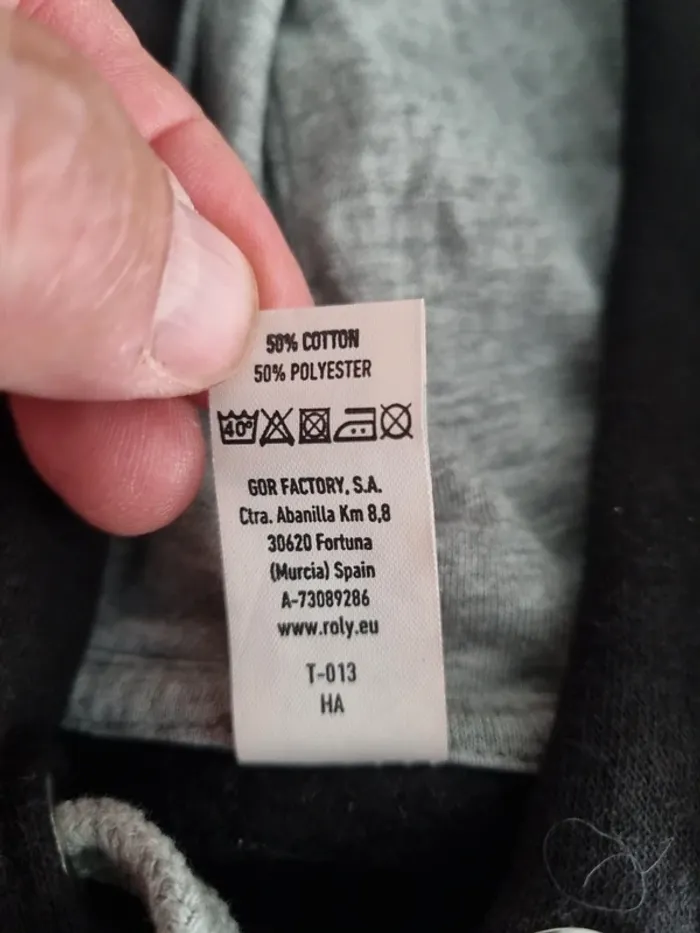 50% COTTON
50% POLYESTER
40°
GOR FACTORY, S.A.
Ctra. Abanilla Km 8,8
30620 Fortuna
(Murcia) Spain
A-73089286
www.roly.eu
T-013
HA